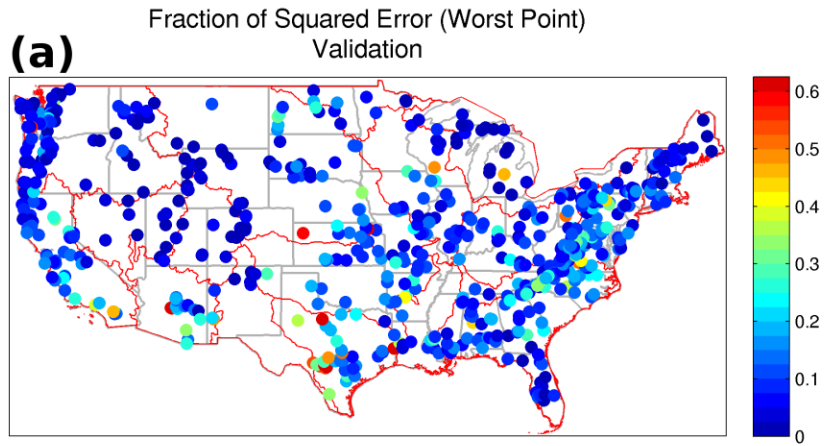 Fraction of Squared Error (Worst Point)
Validation
(a)
0.6
0.5
0.4
0.3
0.2
0.1
0